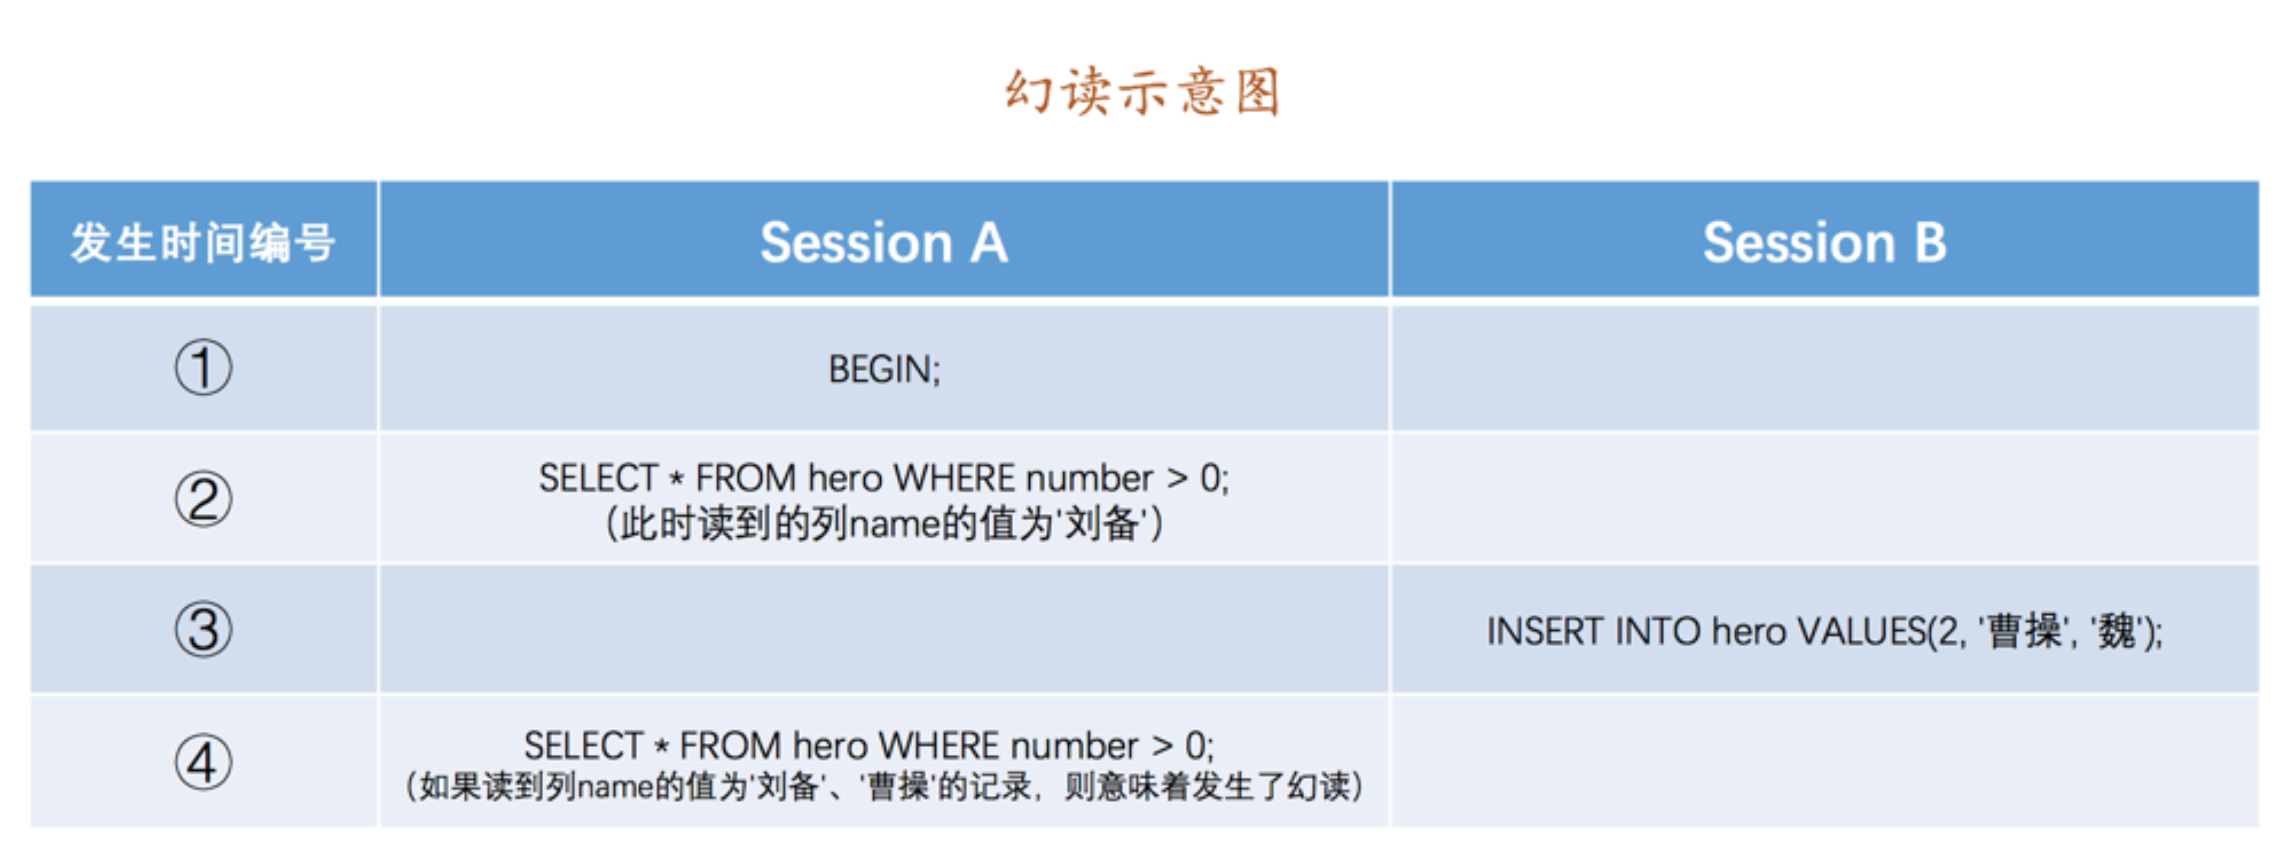 幻读示意图
发生时间编号
Session A
Session B
①
BEGIN;
②
SELECT * FROM hero WHERE number > 0;
（此时读到的列name的值为'刘备'）
③
INSERT INTO hero VALUES(2, '曹操', '魏');
④
SELECT * FROM hero WHERE number > 0;
（如果读到列name的值为'刘备'、'曹操'的记录，则意味着发生了幻读）